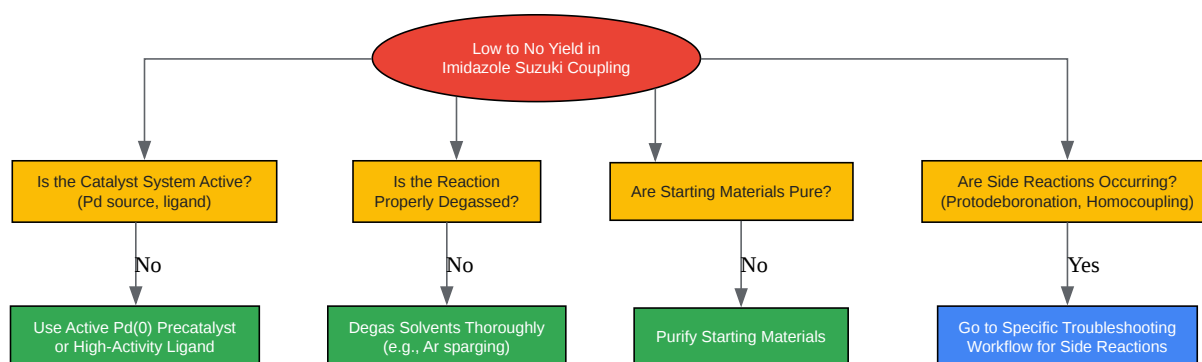 Low to No Yield in
Imidazole Suzuki Coupling
Is the Catalyst System Active?
(Pd source, ligand)
Is the Reaction
Properly Degassed?
Are Starting Materials Pure?
Are Side Reactions Occurring?
(Protodeboronation, Homocoupling)
No
No
No
Yes
Use Active Pd(0) Precatalyst
or High-Activity Ligand
Degas Solvents Thoroughly
(e.g., Ar sparging)
Purify Starting Materials
Go to Specific Troubleshooting
Workflow for Side Reactions